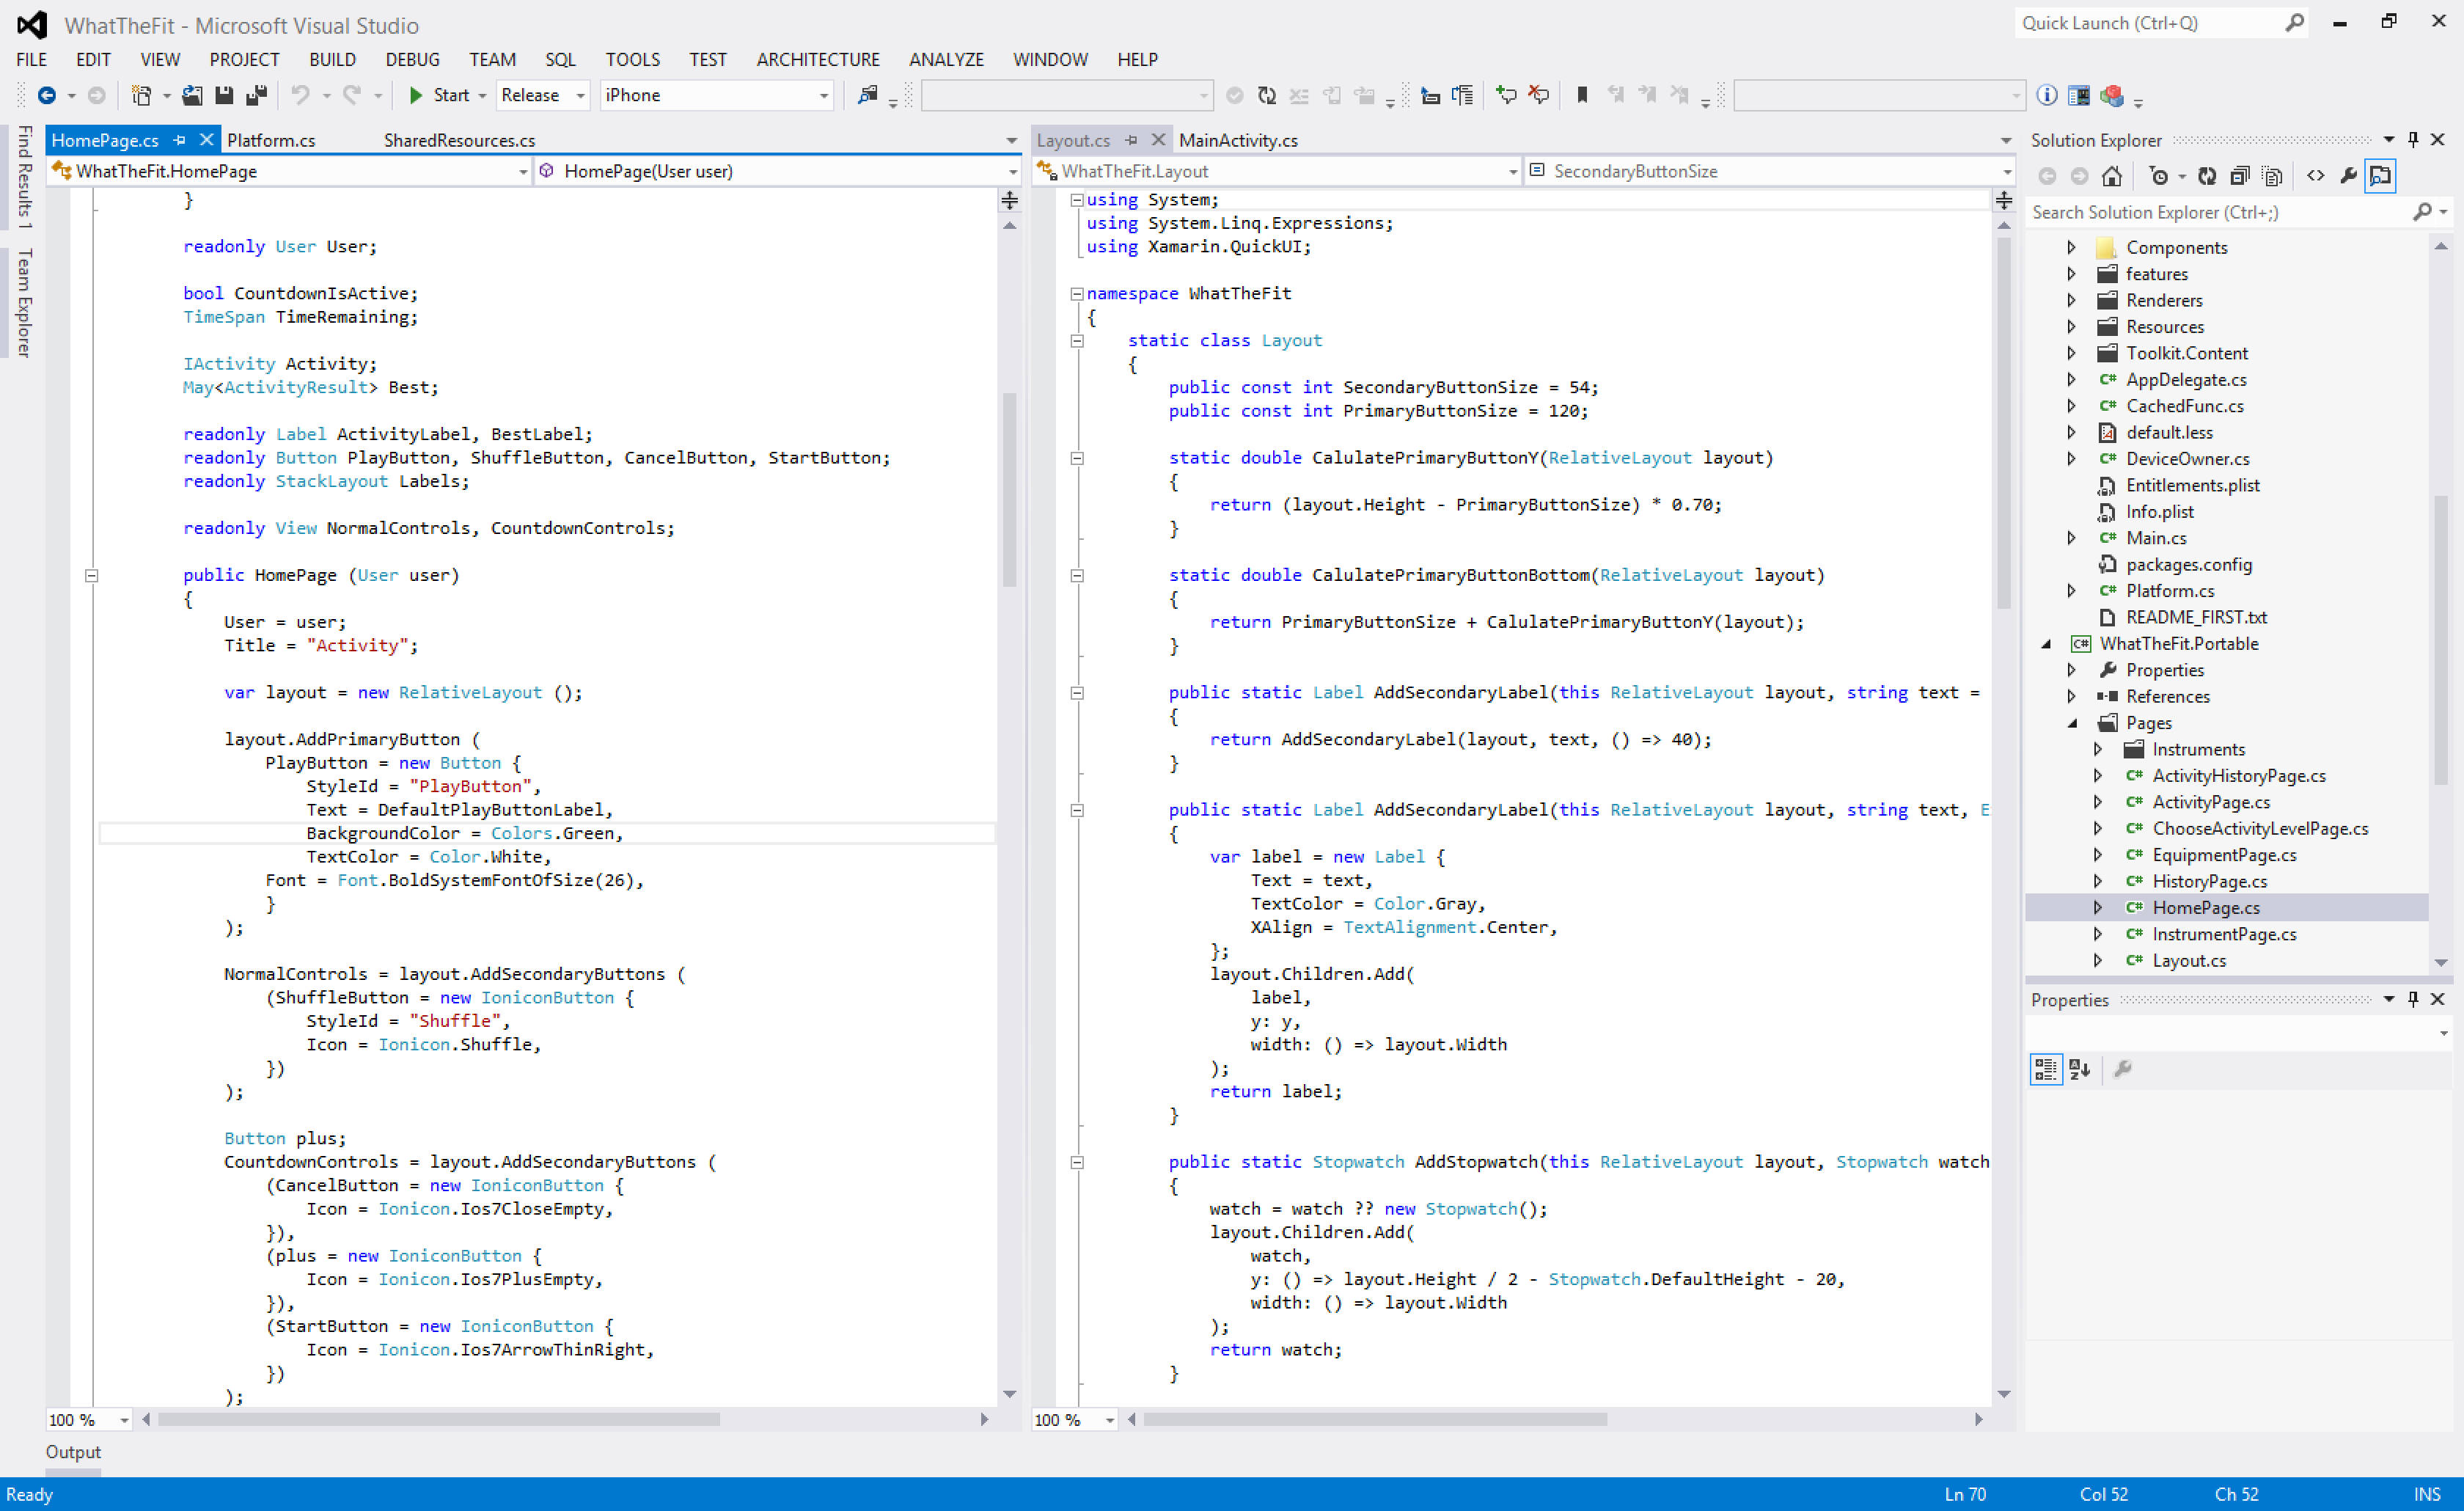 WhatTheFit - Microsoft Visual Studio
Quick Launch (Ctrl+Q)
FILE EDIT VIEW PROJECT BUILD DEBUG TEAM SQL TOOLS TEST ARCHITECTURE ANALYZE WINDOW HELP
Start Release iPhone
Find Results 1
Team Explorer
HomePage.cs Platform.cs SharedResources.cs
WhatTheFit.HomePage HomePage(User user)
}
readonly User User;
bool CountdownIsActive;
TimeSpan TimeRemaining;
IActivity Activity;
May<ActivityResult> Best;
readonly Label ActivityLabel, BestLabel;
readonly Button PlayButton, ShuffleButton, CancelButton, StartButton;
readonly StackLayout Labels;
readonly View NormalControls, CountdownControls;
public HomePage (User user)
{
User = user;
Title = "Activity";
var layout = new RelativeLayout ();
layout.AddPrimaryButton (
PlayButton = new Button {
StyleId = "PlayButton",
Text = DefaultPlayButtonLabel,
BackgroundColor = Colors.Green,
TextColor = Color.White,
Font = Font.BoldSystemFontOfSize(26),
}
);
NormalControls = layout.AddSecondaryButtons (
(ShuffleButton = new IoniconButton {
StyleId = "Shuffle",
Icon = Ionicon.Shuffle,
})
);
Button plus;
CountdownControls = layout.AddSecondaryButtons (
(CancelButton = new IoniconButton {
Icon = Ionicon.Ios7CloseEmpty,
}),
(plus = new IoniconButton {
Icon = Ionicon.Ios7PlusEmpty,
}),
(StartButton = new IoniconButton {
Icon = Ionicon.Ios7ArrowThinRight,
})
);
100 %
Layout.cs MainActivity.cs
WhatTheFit.Layout SecondaryButtonSize
using System;
using System.Linq.Expressions;
using Xamarin.QuickUI;
namespace WhatTheFit
{
static class Layout
{
public const int SecondaryButtonSize = 54;
public const int PrimaryButtonSize = 120;
static double CalulatePrimaryButtonY(RelativeLayout layout)
{
return (layout.Height - PrimaryButtonSize) * 0.70;
}
static double CalulatePrimaryButtonBottom(RelativeLayout layout)
{
return PrimaryButtonSize + CalulatePrimaryButtonY(layout);
}
public static Label AddSecondaryLabel(this RelativeLayout layout, string text =
{
return AddSecondaryLabel(layout, text, () => 40);
}
public static Label AddSecondaryLabel(this RelativeLayout layout, string text, E
{
var label = new Label {
Text = text,
TextColor = Color.Gray,
XAlign = TextAlignment.Center,
};
layout.Children.Add(
label,
y: y,
width: () => layout.Width
);
return label;
}
public static Stopwatch AddStopwatch(this RelativeLayout layout, Stopwatch watch
{
watch = watch ?? new Stopwatch();
layout.Children.Add(
watch,
y: () => layout.Height / 2 - Stopwatch.DefaultHeight - 20,
width: () => layout.Width
);
return watch;
}
100 %
Solution Explorer
Search Solution Explorer (Ctrl+;)
Components
features
Renderers
Resources
Toolkit.Content
C# AppDelegate.cs
C# CachedFunc.cs
default.less
C# DeviceOwner.cs
Entitlements.plist
Info.plist
C# Main.cs
packages.config
C# Platform.cs
README_FIRST.txt
C# WhatTheFit.Portable
Properties
References
Pages
Instruments
C# ActivityHistoryPage.cs
C# ActivityPage.cs
C# ChooseActivityLevelPage.cs
C# EquipmentPage.cs
C# HistoryPage.cs
C# HomePage.cs
C# InstrumentPage.cs
C# Layout.cs
Properties
Output
Ready Ln 70 Col 52 Ch 52 INS